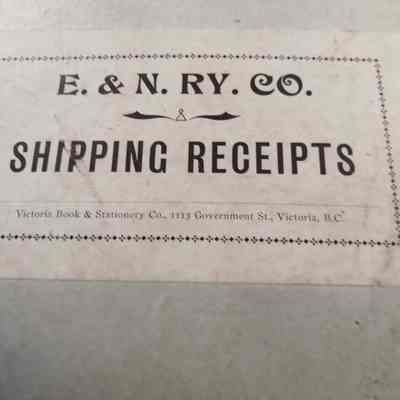 E. & N. RY. CO.
SHIPPING RECEIPTS
Victoria Book & Stationery Co., 1113 Government St., Victoria, B.C.